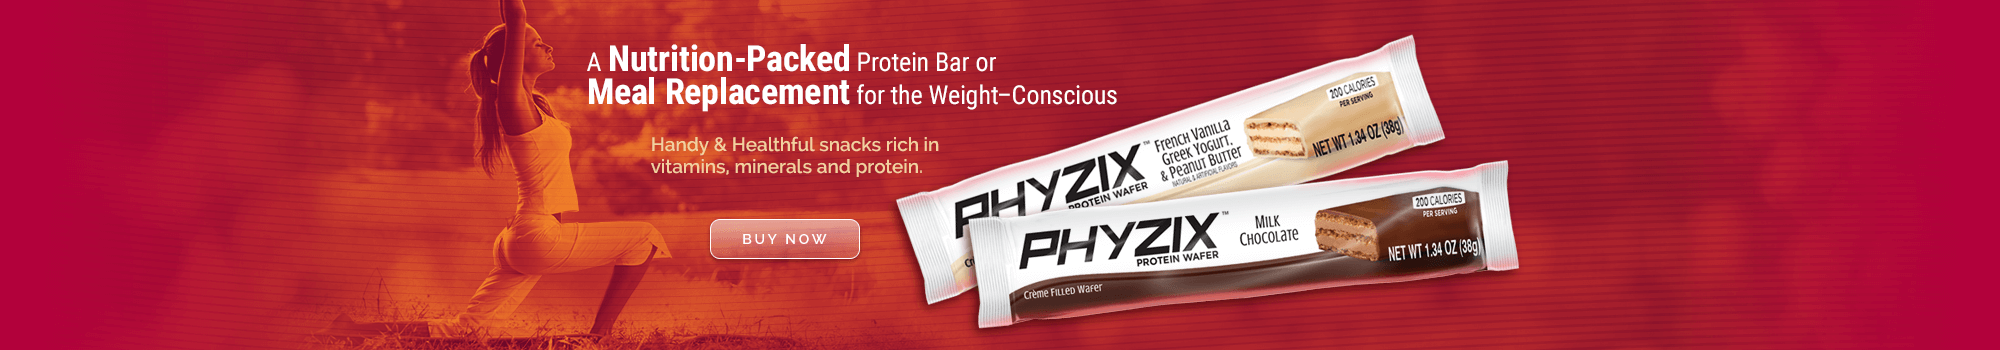 A Nutrition-Packed Protein Bar or
Meal Replacement for the Weight–Conscious
Handy & Healthful snacks rich in
vitamins, minerals and protein.
BUY NOW
PHYZIX™
PROTEIN WAFER
French Vanilla
Greek Yogurt,
& Peanut Butter
NATURAL & ARTIFICIAL FLAVORS
200 CALORIES
PER SERVING
NET WT 1.34 OZ (38g)
PHYZIX™
PROTEIN WAFER
Milk
Chocolate
200 CALORIES
PER SERVING
NET WT 1.34 OZ (38g)
Crème Filled Wafer